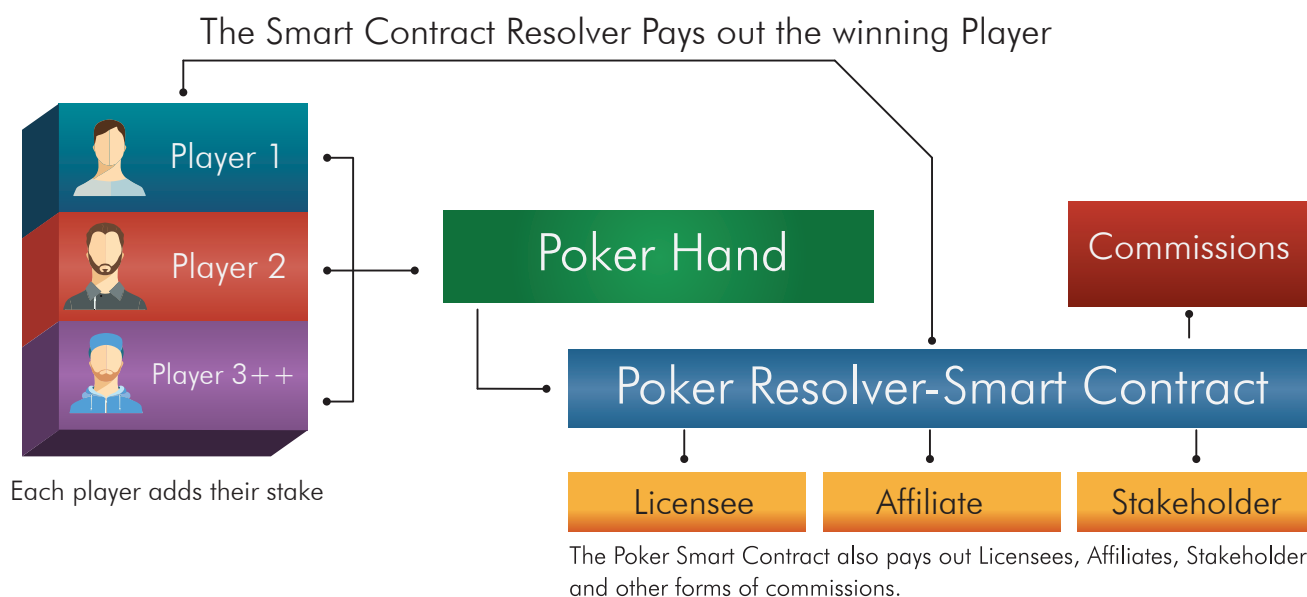 The Smart Contract Resolver Pays out the winning Player
Player 1
Player 2
Player 3++
Each player adds their stake
Poker Hand
Commissions
Poker Resolver-Smart Contract
Licensee
Affiliate
Stakeholder
The Poker Smart Contract also pays out Licensees, Affiliates, Stakeholder
and other forms of commissions.